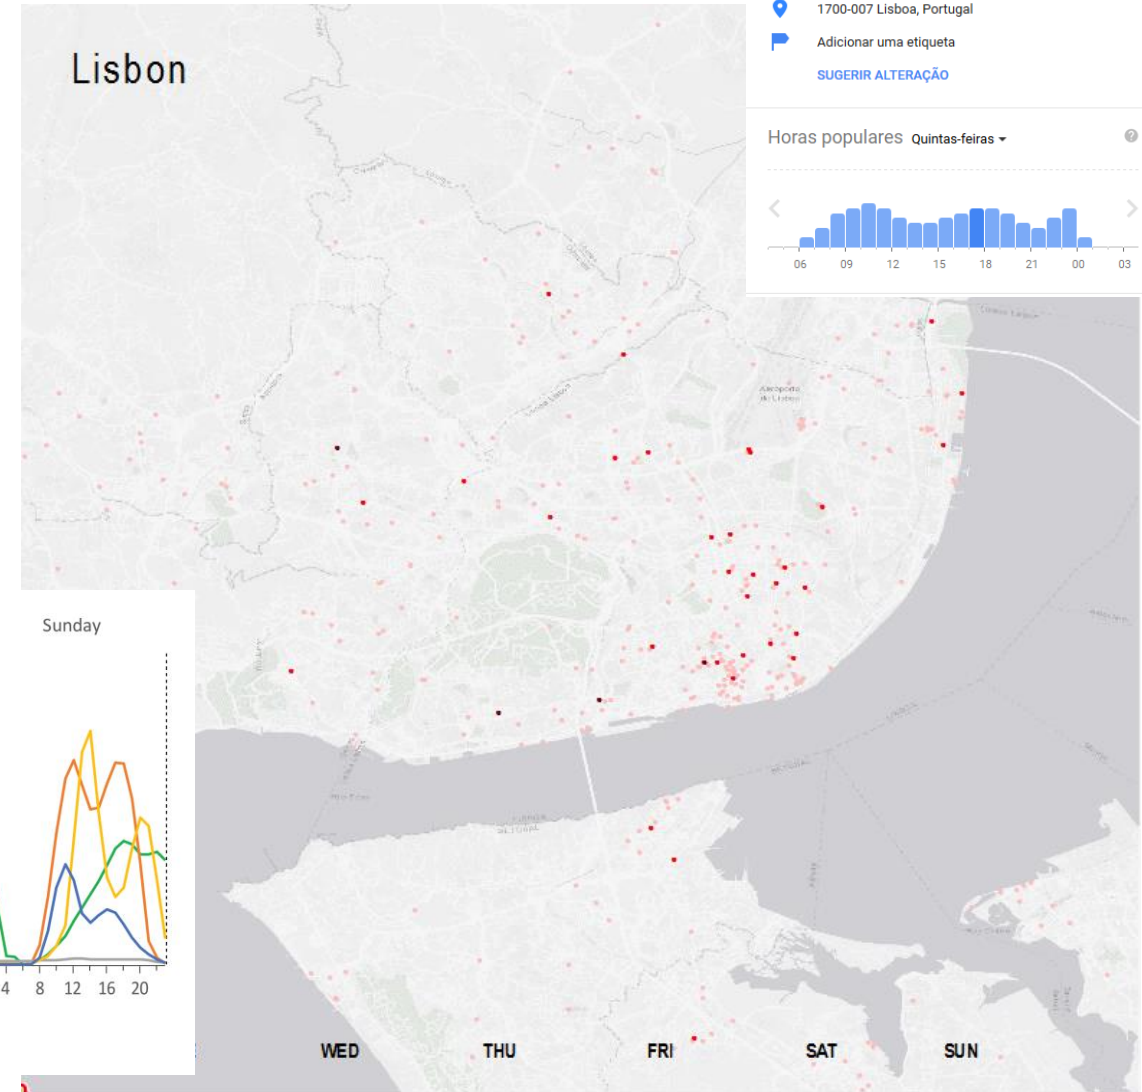 Lisbon
1700-007 Lisboa, Portugal
Adicionar uma etiqueta
SUGERIR ALTERAÇÃO
Horas populares Quintas-feiras
?
06 09 12 15 18 21 00 03
Aeroporto
de Lisboa
Sunday
4 8 12 16 20
WED THU FRI SAT SUN